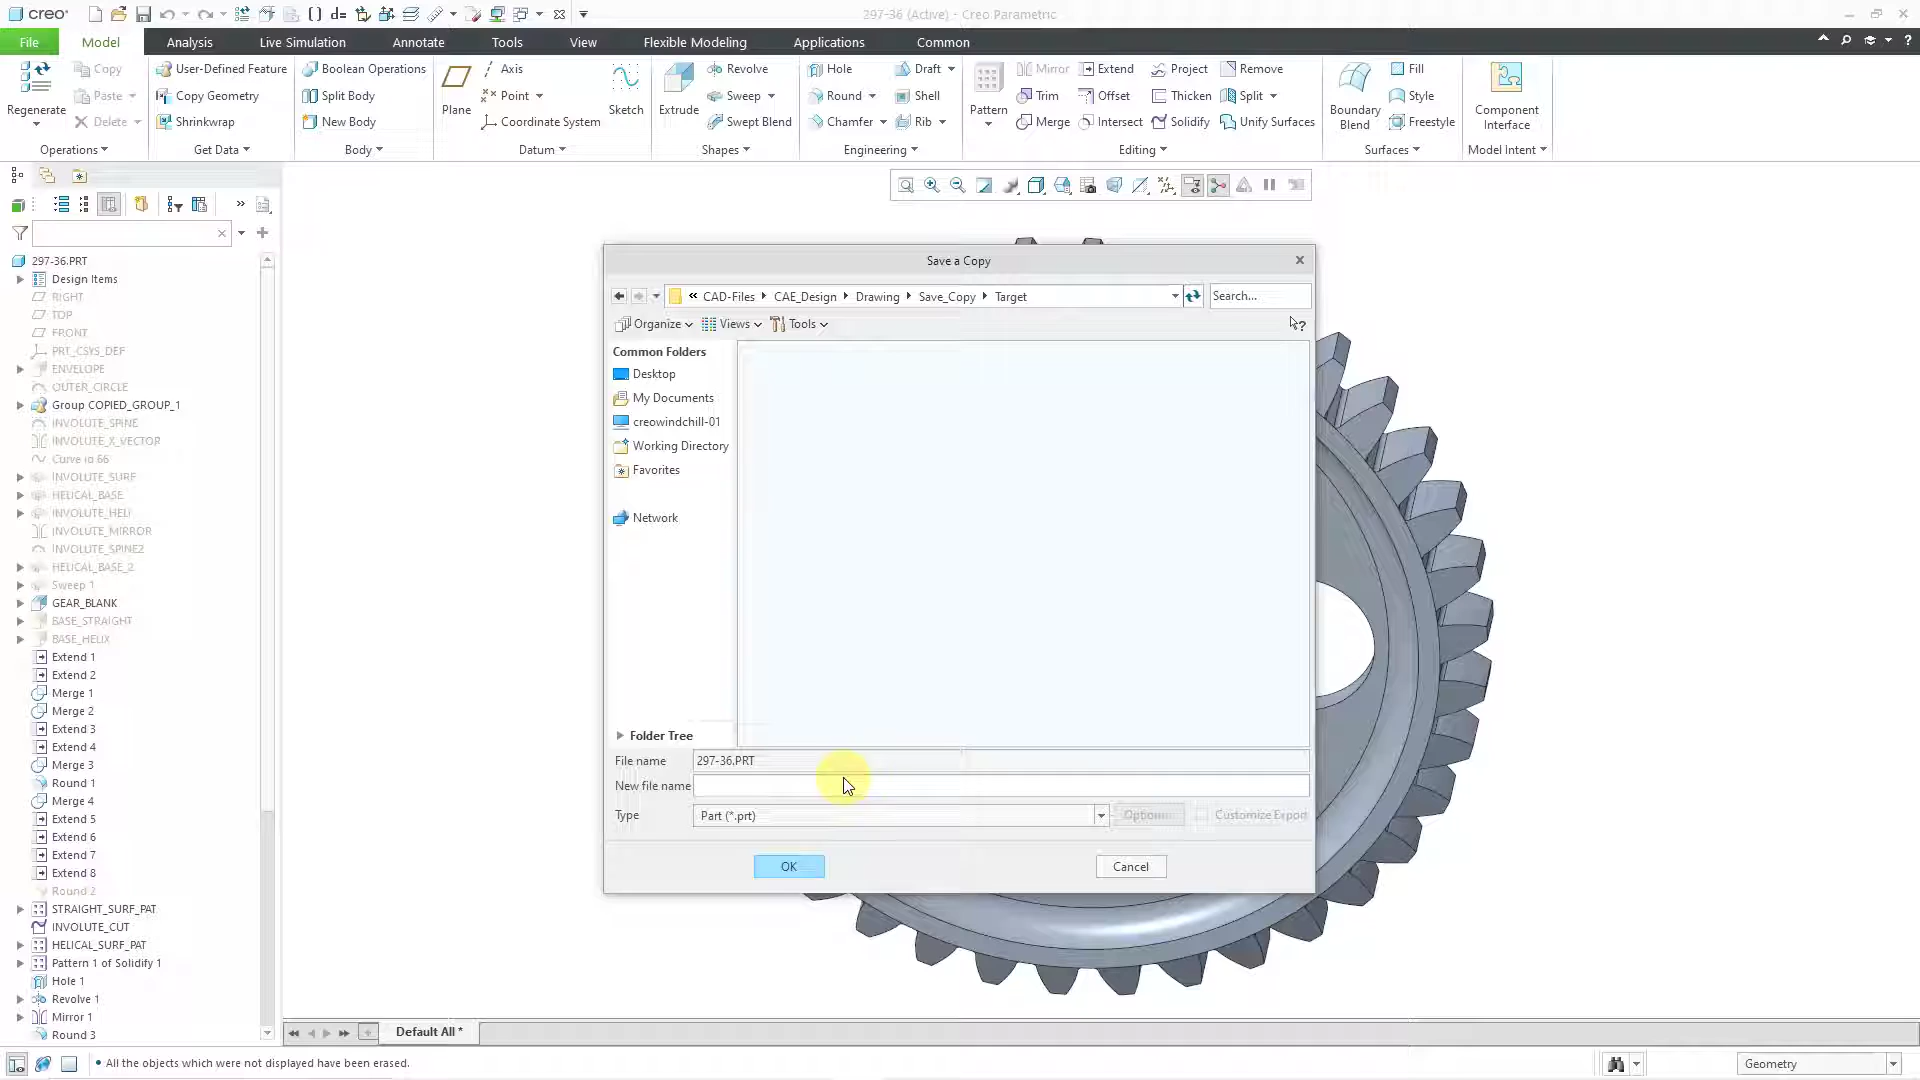 creo
297-36 (Active) - Creo Parametric
File
Model
Analysis
Live Simulation
Annotate
Tools
View
Flexible Modeling
Applications
Common
Regenerate
Copy
Paste
Delete
Operations
User-Defined Feature
Copy Geometry
Shrinkwrap
Get Data
Boolean Operations
Split Body
New Body
Body
Plane
Axis
Point
Coordinate System
Sketch
Datum
Extrude
Revolve
Sweep
Swept Blend
Shapes
Hole
Round
Chamfer
Draft
Shell
Rib
Engineering
Pattern
Mirror
Trim
Merge
Extend
Offset
Intersect
Project
Thicken
Solidify
Remove
Split
Unify Surfaces
Editing
Boundary
Blend
Fill
Style
Freestyle
Surfaces
Component
Interface
Model Intent
297-36.PRT
Design Items
RIGHT
TOP
FRONT
PRT_CSYS_DEF
ENVELOPE
OUTER_CIRCLE
Group COPIED_GROUP_1
INVOLUTE_SPINE
INVOLUTE_X_VECTOR
Curve id 66
INVOLUTE_SURF
HELICAL_BASE
INVOLUTE_HELI
INVOLUTE_MIRROR
INVOLUTE_SPINE2
HELICAL_BASE_2
Sweep 1
GEAR_BLANK
BASE_STRAIGHT
BASE_HELIX
Extend 1
Extend 2
Merge 1
Merge 2
Extend 3
Extend 4
Merge 3
Round 1
Merge 4
Extend 5
Extend 6
Extend 7
Extend 8
Round 2
STRAIGHT_SURF_PAT
INVOLUTE_CUT
HELICAL_SURF_PAT
Pattern 1 of Solidify 1
Hole 1
Revolve 1
Mirror 1
Round 3
Save a Copy
« CAD-Files
CAE_Design
Drawing
Save_Copy
Target
Search...
Organize
Views
Tools
Common Folders
Desktop
My Documents
creowindchill-01
Working Directory
Favorites
Network
Folder Tree
File name
297-36.PRT
New file name
Type
Part (*.prt)
Options...
Customize Export
OK
Cancel
Default All *
• All the objects which were not displayed have been erased.
Geometry